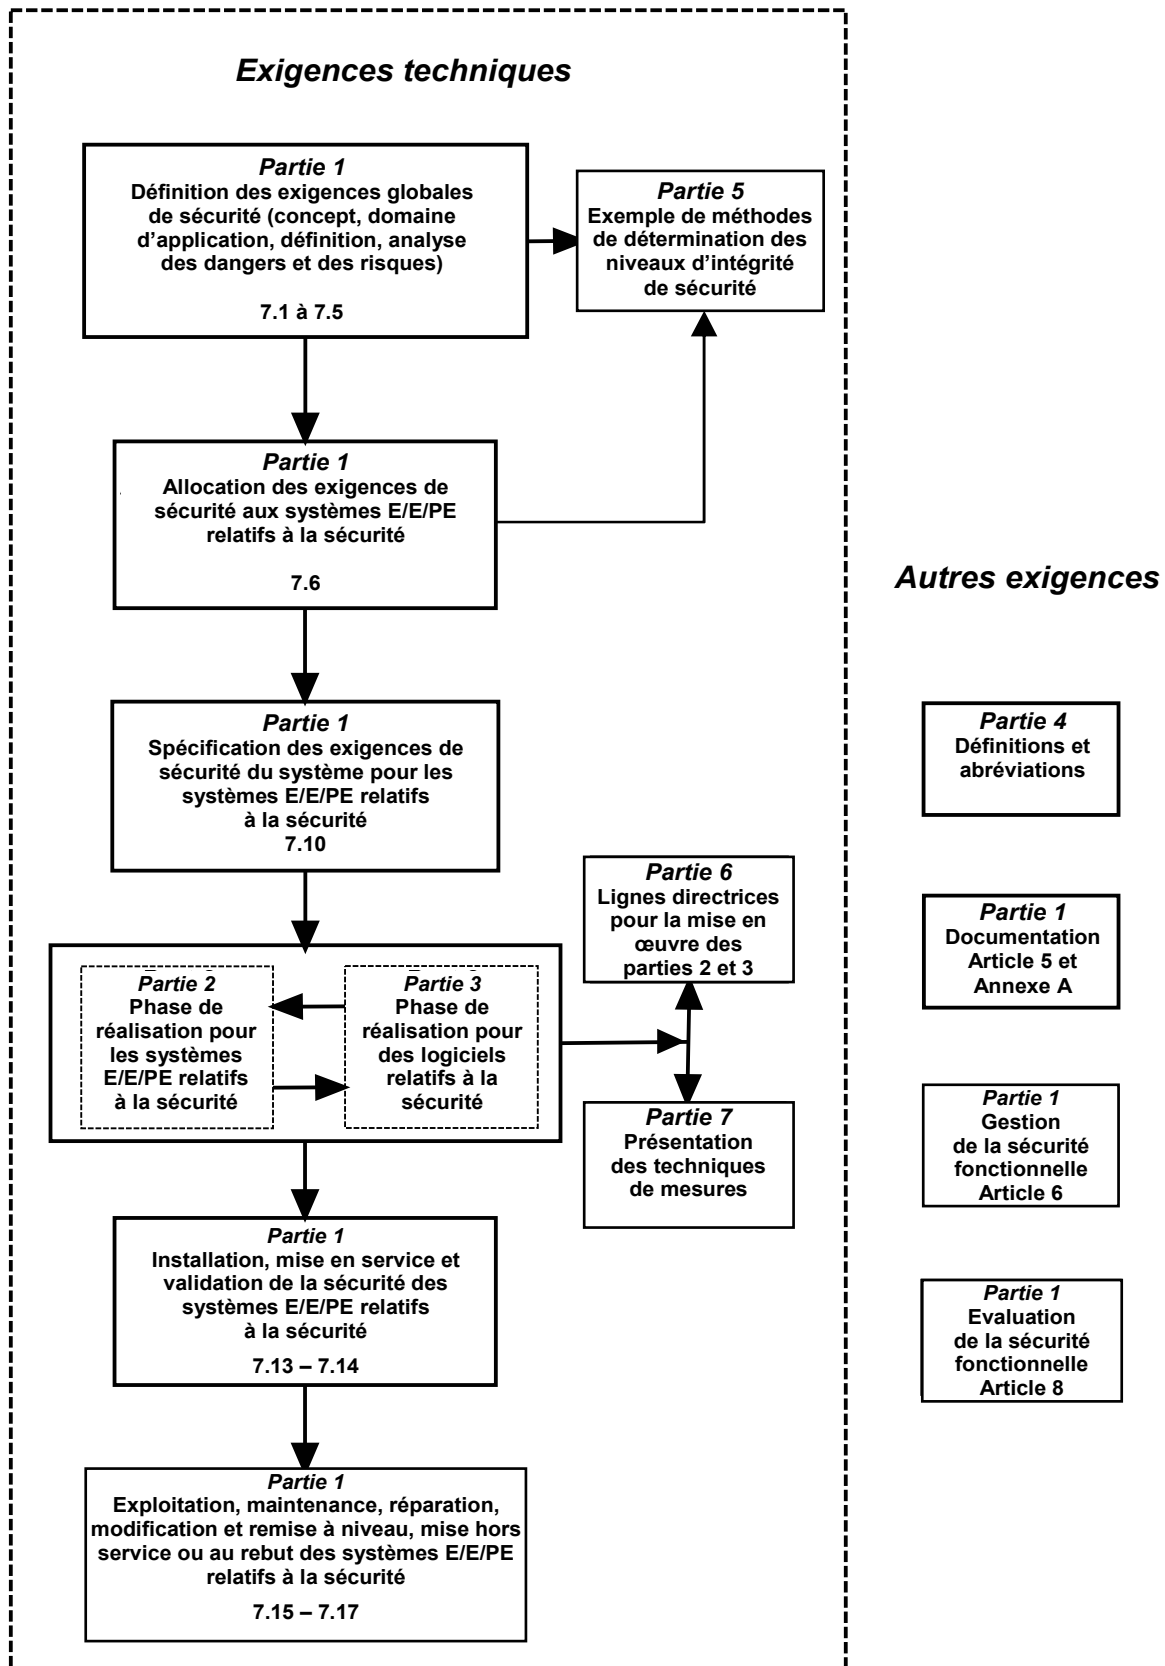 Exigences techniques
Partie 1
Définition des exigences globales
de sécurité (concept, domaine
d’application, définition, analyse
des dangers et des risques)
7.1 à 7.5
Partie 5
Exemple de méthodes
de détermination des
niveaux d’intégrité
de sécurité
Partie 1
Allocation des exigences de
sécurité aux systèmes E/E/PE
relatifs à la sécurité
7.6
Autres exigences
Partie 1
Spécification des exigences de
sécurité du système pour les
systèmes E/E/PE relatifs
à la sécurité
7.10
Partie 4
Définitions et
abréviations
Partie 6
Lignes directrices
pour la mise en
œuvre des
parties 2 et 3
Partie 1
Documentation
Article 5 et
Annexe A
Partie 2
Phase de
réalisation pour
les systèmes
E/E/PE relatifs
à la sécurité
Partie 3
Phase de
réalisation pour
des logiciels
relatifs à la
sécurité
Partie 7
Présentation
des techniques
de mesures
Partie 1
Gestion
de la sécurité
fonctionnelle
Article 6
Partie 1
Installation, mise en service et
validation de la sécurité des
systèmes E/E/PE relatifs
à la sécurité
7.13 – 7.14
Partie 1
Evaluation
de la sécurité
fonctionnelle
Article 8
Partie 1
Exploitation, maintenance, réparation,
modification et remise à niveau, mise hors
service ou au rebut des systèmes E/E/PE
relatifs à la sécurité
7.15 – 7.17